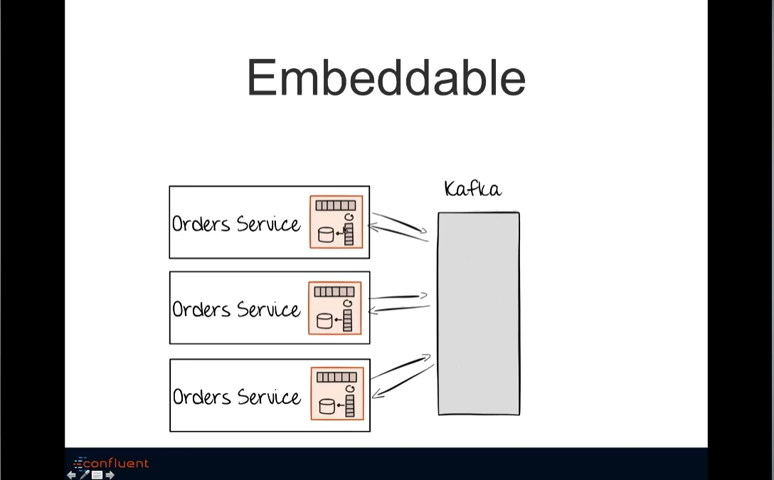 Embeddable
Kafka
Orders Service
Orders Service
Orders Service
confluent